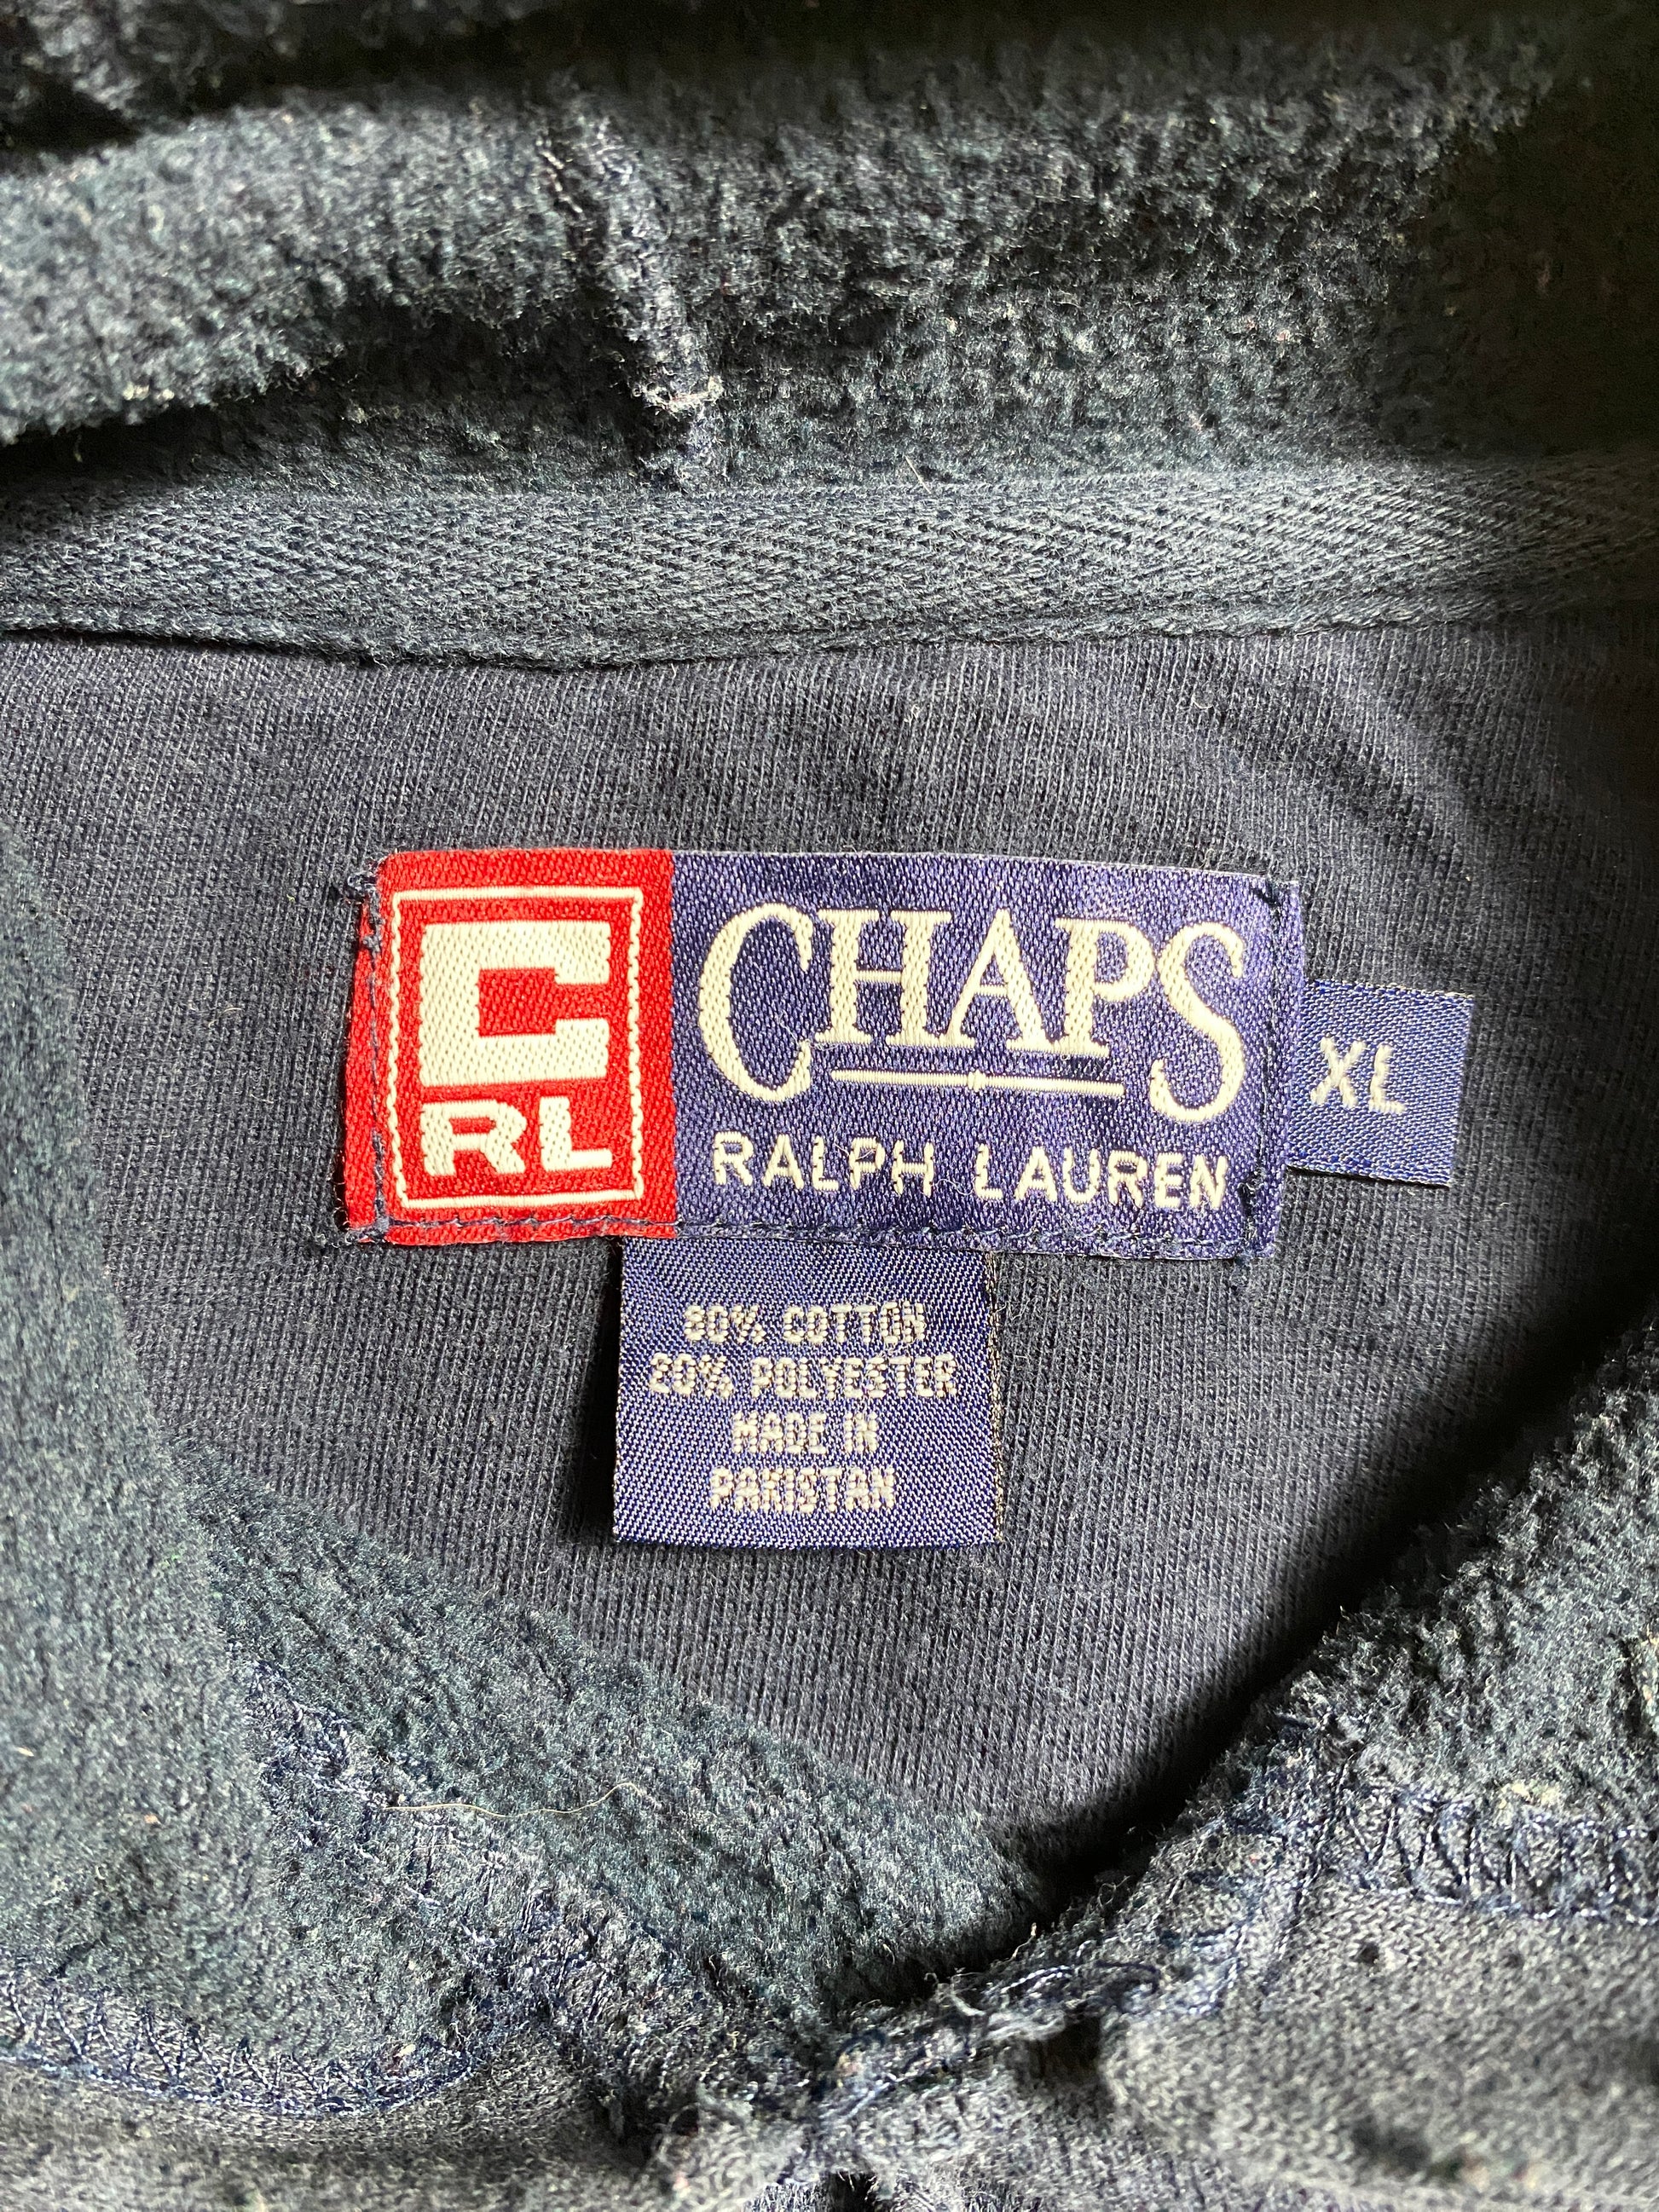 C
RL
CHAPS
RALPH LAUREN
XL
80% COTTON
20% POLYESTER
MADE IN
PAKISTAN